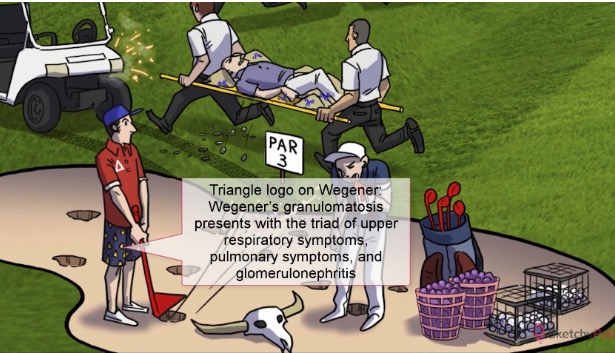 PAR
3
Triangle logo on Wegener:
Wegener's granulomatosis
presents with the triad of upper
respiratory symptoms,
pulmonary symptoms, and
glomerulonephritis